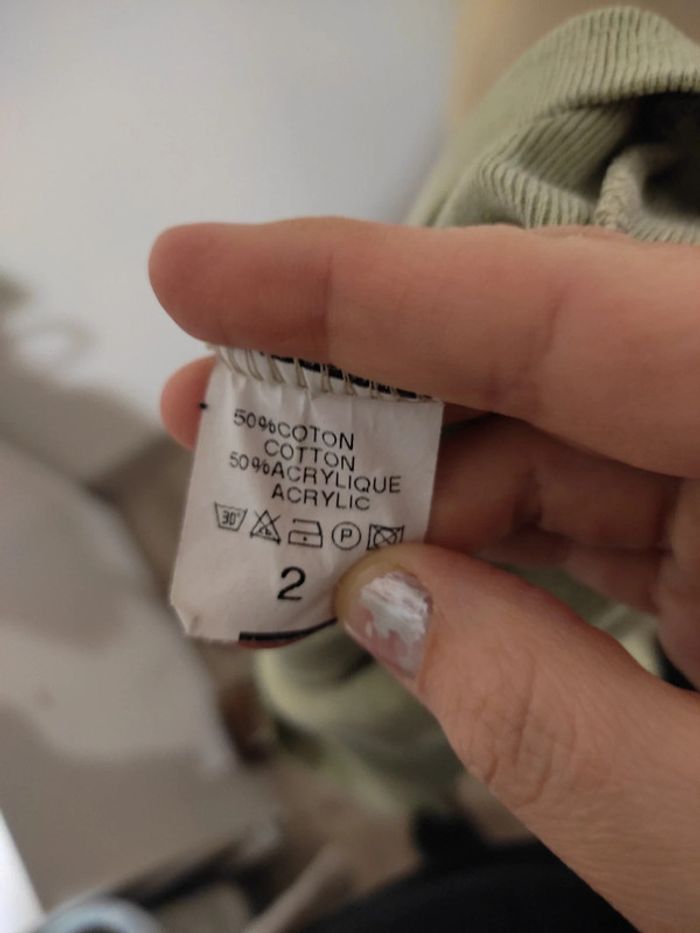 50%COTON
COTTON
50%ACRYLIQUE
ACRYLIC
30° P
2